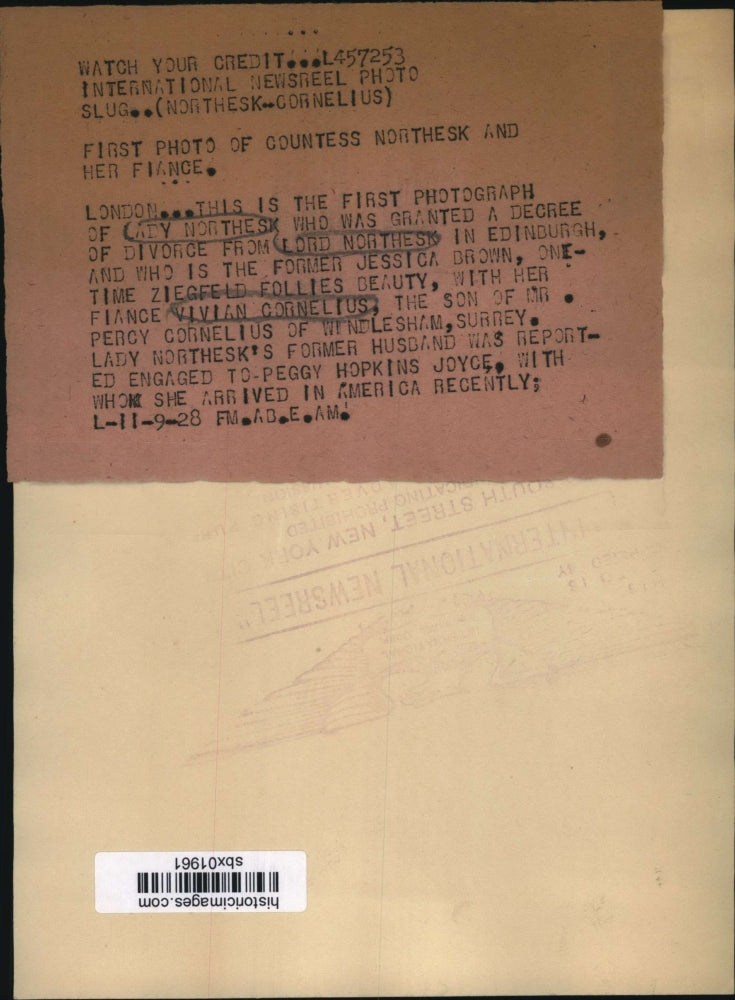 WATCH YOUR CREDIT...L457253
INTERNATIONAL NEWSREEL PHOTO
SLUG..(NORTHESK-CORNELIUS)
FIRST PHOTO OF COUNTESS NORTHESK AND
HER FIANCE.
LONDON...THIS IS THE FIRST PHOTOGRAPH
OF LADY NORTHESK WHO WAS GRANTED A DECREE
OF DIVORCE FROM LORD NORTHESK IN EDINBURGH,
AND WHO IS THE FORMER JESSICA BROWN, ONE-
TIME ZIEGFELD FOLLIES BEAUTY, WITH HER
FIANCE VIVIAN CORNELIUS, THE SON OF MR.
PERCY CORNELIUS OF WINDLESHAM, SURREY.
LADY NORTHESK'S FORMER HUSBAND WAS REPORT-
ED ENGAGED TO-PEGGY HOPKINS JOYCE, WITH
WHOM SHE ARRIVED IN AMERICA RECENTLY;
L-11-9-28 FM.AB.E.AM.
SOUTH STREET, NEW YORK CITY
"INTERNATIONAL NEWSREEL"
sbx01961
historicimages.com